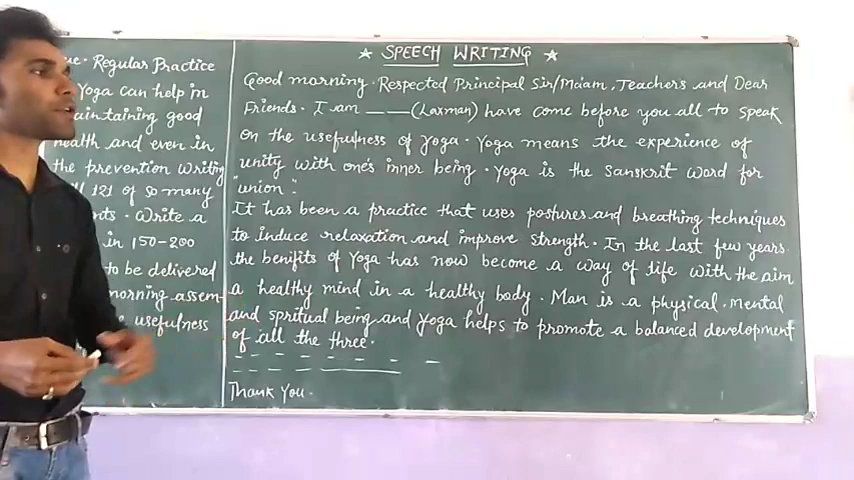 ue. Regular Practice
Yoga can help in
aintaining good
health and even in
the prevention writing
121 of so many
nts. Write a
in 150-200
to be delivered
morning assem-
usefulness
★ SPEECH WRITING ★
Good morning. Respected Principal Sir/Ma'am, Teachers and Dear
Friends. I am ___ (Laxman) have come before you all to speak
on the usefulness of yoga. Yoga means the experience of
unity with one's inner being. Yoga is the Sanskrit word for
"union".
It has been a practice that uses postures and breathing techniques
to induce relaxation and improve strength. In the last few years
the benifits of Yoga has now become a way of life with the aim
a healthy mind in a healthy body. Man is a physical. mental
and spritual being and Yoga helps to promote a balanced development
of all the three.
Thank You.